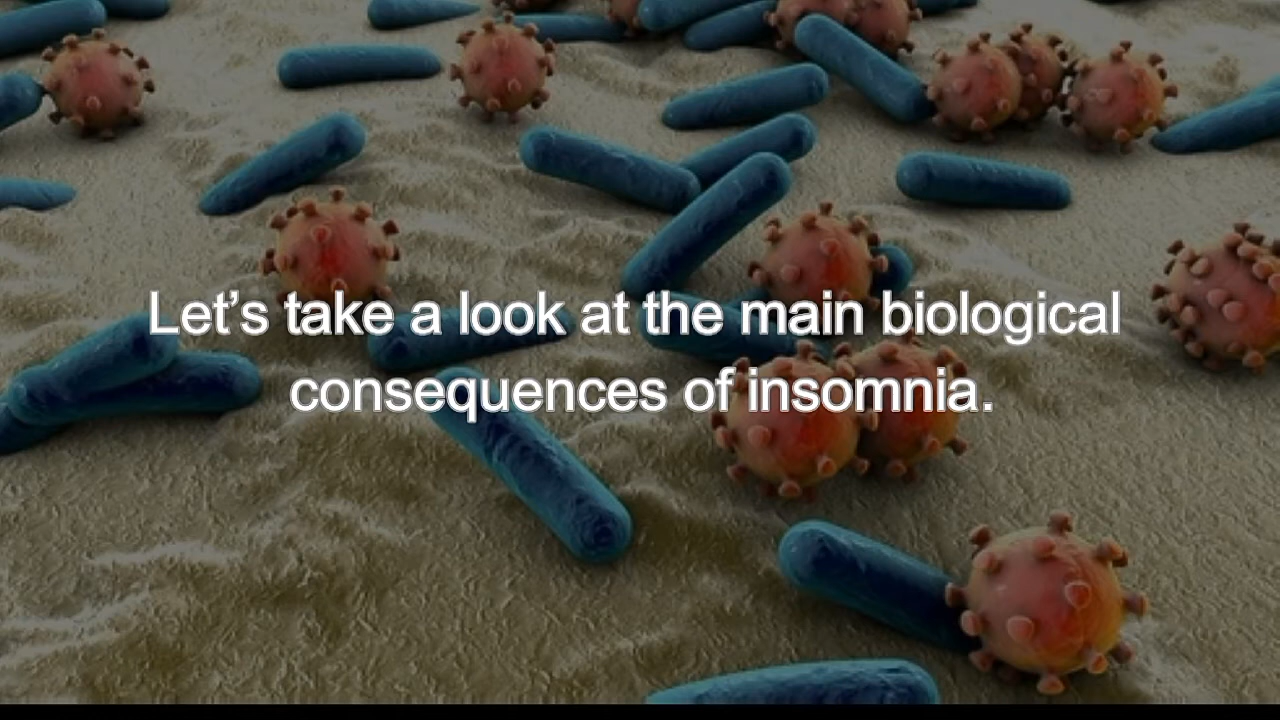 Let’s take a look at the main biological
consequences of insomnia.